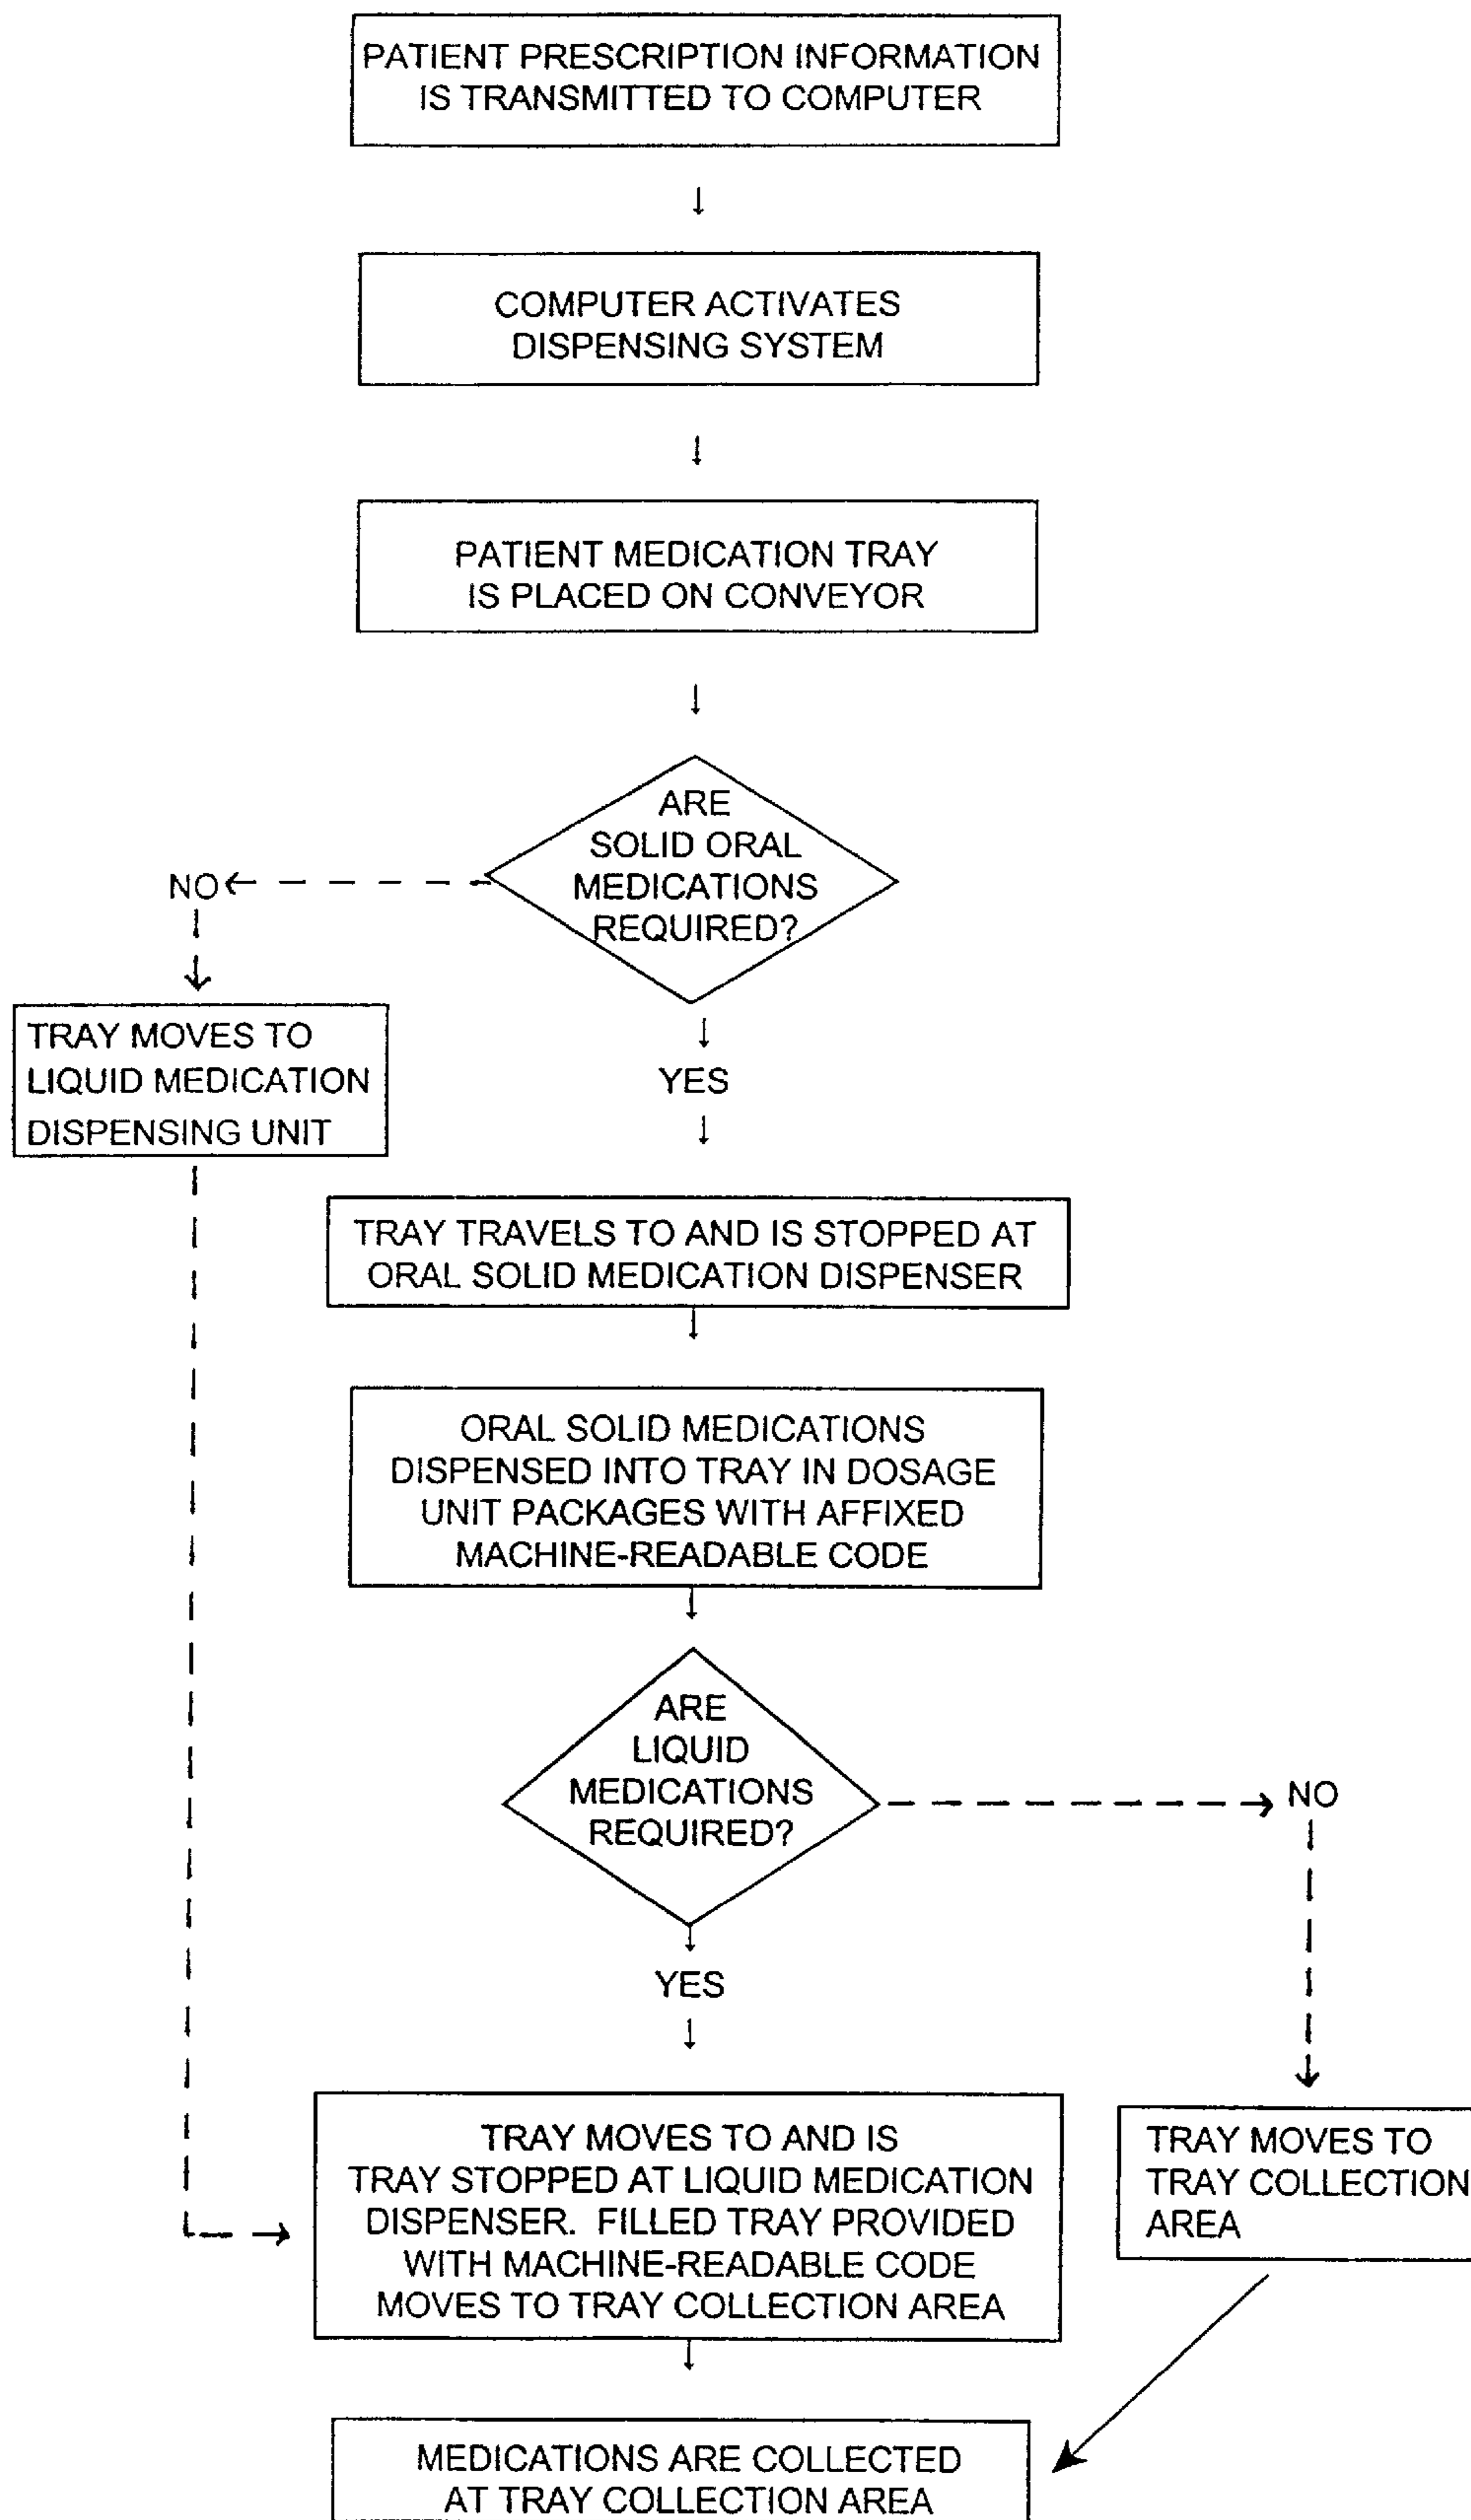 PATIENT PRESCRIPTION INFORMATION
IS TRANSMITTED TO COMPUTER
COMPUTER ACTIVATES
DISPENSING SYSTEM
PATIENT MEDICATION TRAY
IS PLACED ON CONVEYOR
ARE
SOLID ORAL
MEDICATIONS
REQUIRED?
NO
TRAY MOVES TO
LIQUID MEDICATION
DISPENSING UNIT
YES
TRAY TRAVELS TO AND IS STOPPED AT
ORAL SOLID MEDICATION DISPENSER
ORAL SOLID MEDICATIONS
DISPENSED INTO TRAY IN DOSAGE
UNIT PACKAGES WITH AFFIXED
MACHINE-READABLE CODE
ARE
LIQUID
MEDICATIONS
REQUIRED?
NO
YES
TRAY MOVES TO AND IS
TRAY STOPPED AT LIQUID MEDICATION
DISPENSER. FILLED TRAY PROVIDED
WITH MACHINE-READABLE CODE
MOVES TO TRAY COLLECTION AREA
TRAY MOVES TO
TRAY COLLECTION
AREA
MEDICATIONS ARE COLLECTED
AT TRAY COLLECTION AREA